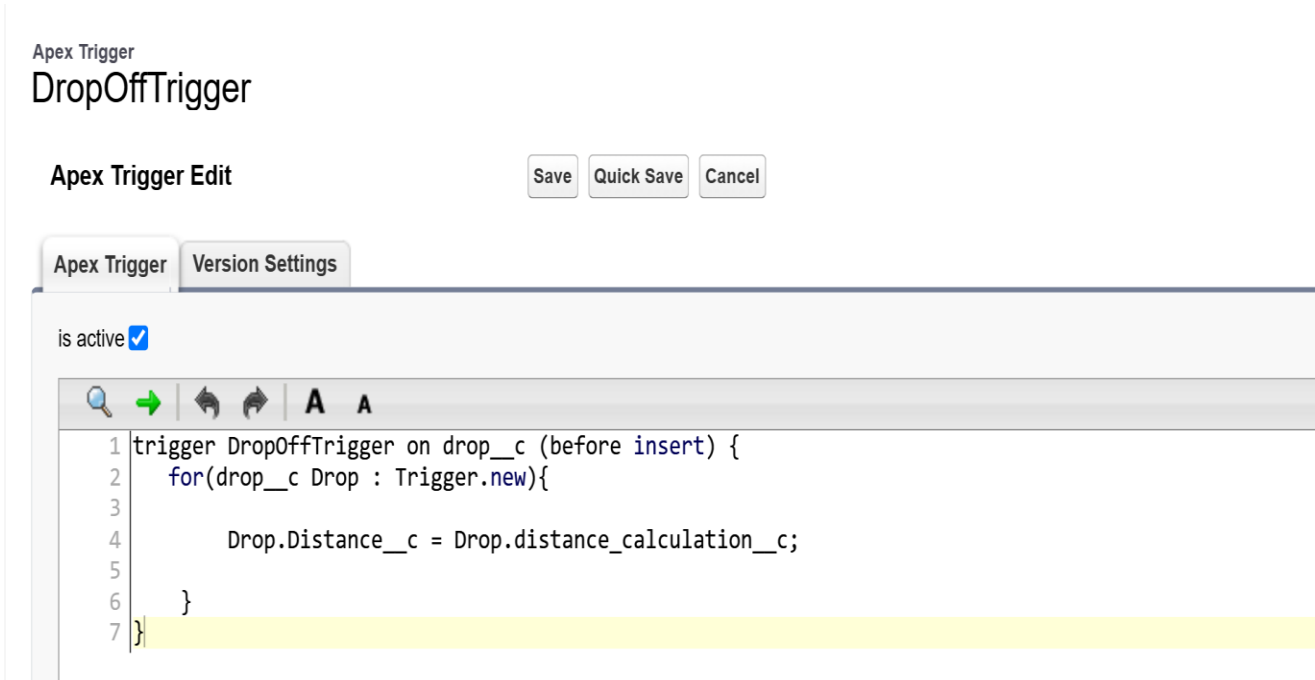 Apex Trigger
DropOffTrigger
Apex Trigger Edit
Save Quick Save Cancel
Apex Trigger Version Settings
is active
A A
1 trigger DropOffTrigger on drop__c (before insert) {
2 for(drop__c Drop : Trigger.new){
3
4 Drop.Distance__c = Drop.distance_calculation__c;
5
6 }
7 }